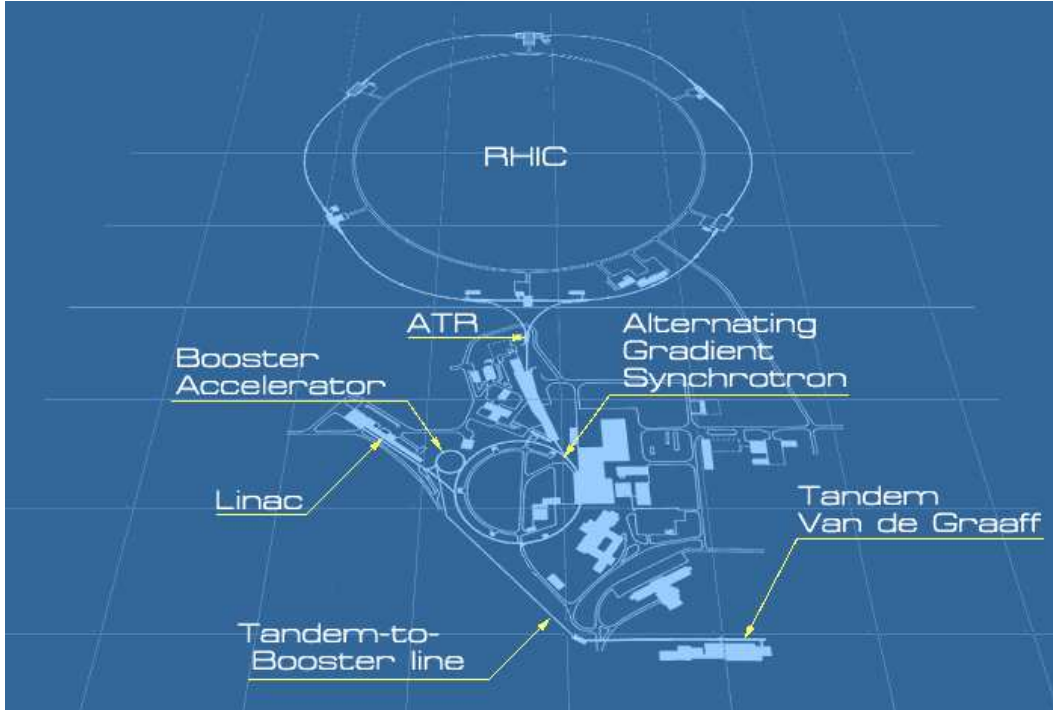 RHIC
ATR
Alternating
Gradient
Synchrotron
Booster
Accelerator
Linac
Tandem
Van de Graaff
Tandem-to-
Booster line